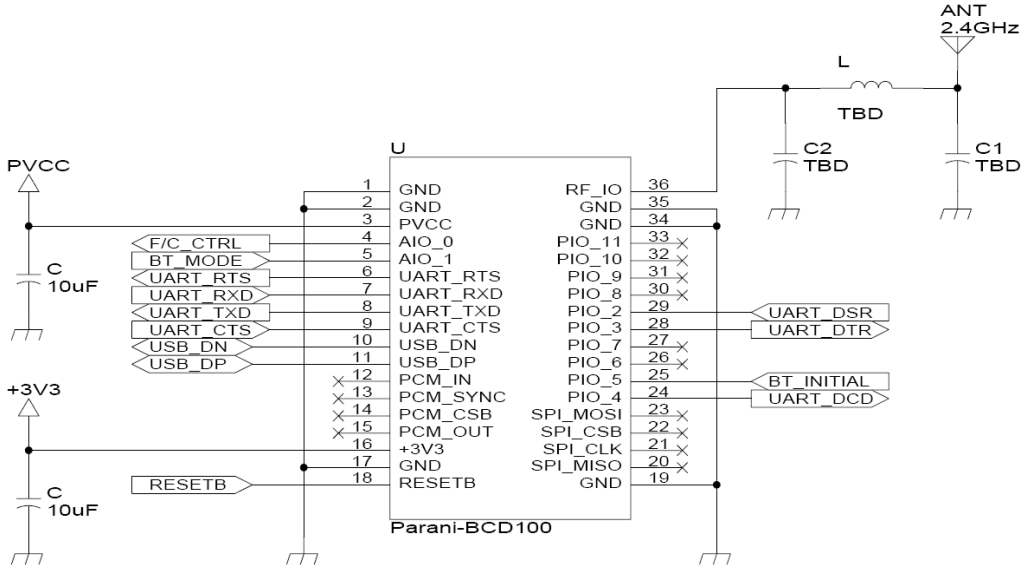 ANT
2.4GHz
L
TBD
C2
TBD
C1
TBD
U
PVCC
C
10uF
+3V3
C
10uF
F/C_CTRL
BT_MODE
UART_RTS
UART_RXD
UART_TXD
UART_CTS
USB_DN
USB_DP
RESETB
1 GND
2 GND
3 PVCC
4 AIO_0
5 AIO_1
6 UART_RTS
7 UART_RXD
8 UART_TXD
9 UART_CTS
10 USB_DN
11 USB_DP
12 PCM_IN
13 PCM_SYNC
14 PCM_CSB
15 PCM_OUT
16 +3V3
17 GND
18 RESETB
RF_IO 36
GND 35
GND 34
PIO_11 33
PIO_10 32
PIO_9 31
PIO_8 30
PIO_2 29
PIO_3 28
PIO_7 27
PIO_6 26
PIO_5 25
PIO_4 24
SPI_MOSI 23
SPI_CSB 22
SPI_CLK 21
SPI_MISO 20
GND 19
UART_DSR
UART_DTR
BT_INITIAL
UART_DCD
Parani-BCD100